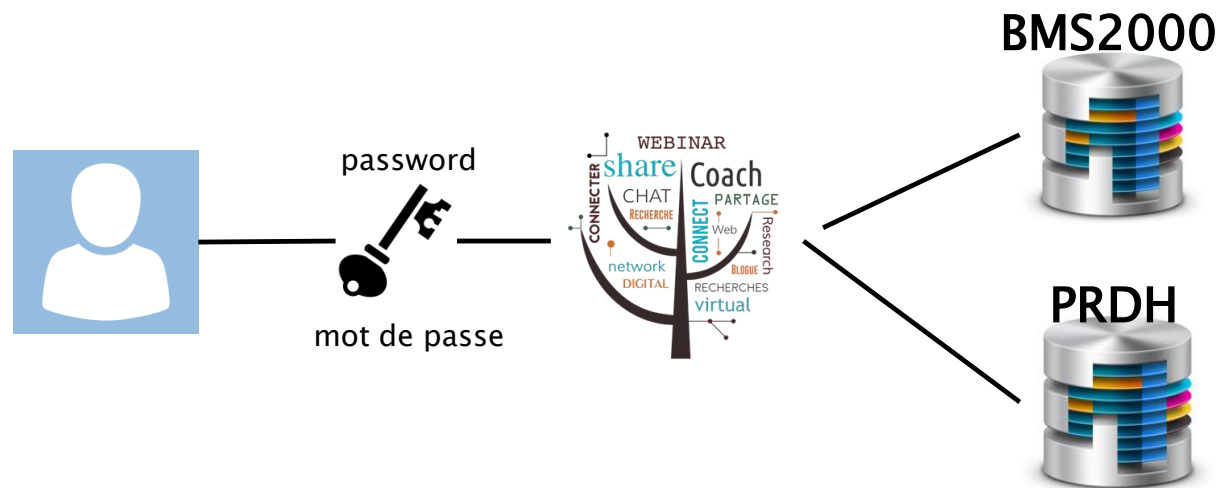 BMS2000
password
mot de passe
WEBINAR
share
Coach
CONNECTER
CHAT
PARTAGE
RECHERCHE
CONNECT
Web
Research
network
BLOGUE
DIGITAL
RECHERCHES
virtual
PRDH